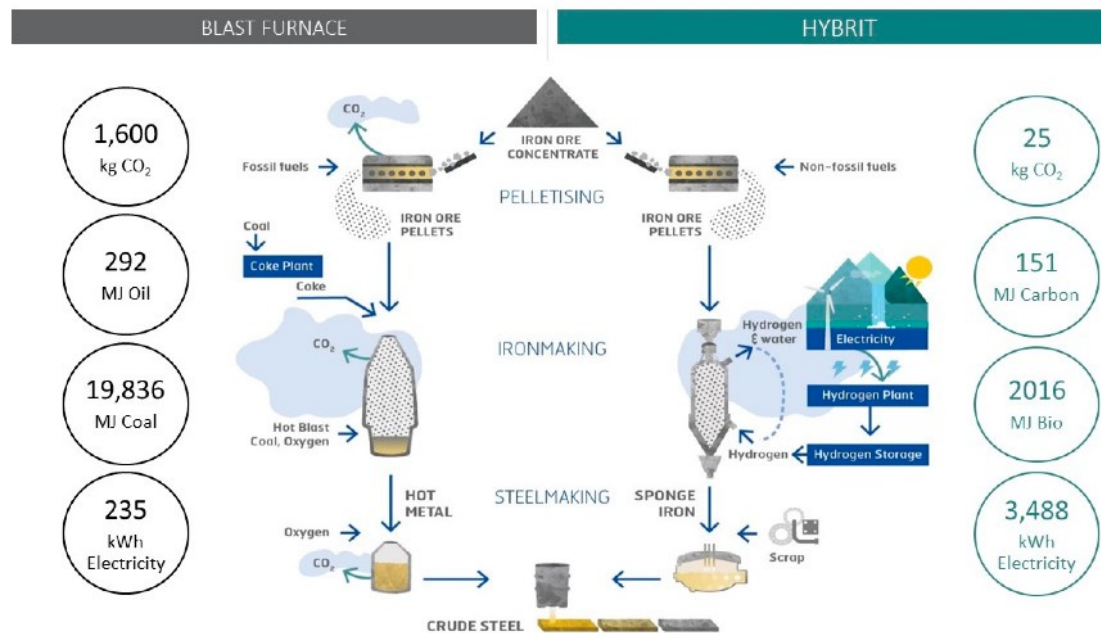 BLAST FURNACE
HYBRIT
1,600
kg CO₂
292
MJ Oil
19,836
MJ Coal
235
kWh
Electricity
CO₂
Fossil fuels
IRON ORE
CONCENTRATE
Non-fossil fuels
PELLETISING
IRON ORE
PELLETS
IRON ORE
PELLETS
Coal
Coke Plant
Coke
CO₂
IRONMAKING
Hydrogen
& water
Electricity
Hydrogen Plant
Hot Blast
Coal, Oxygen
Hydrogen
Hydrogen Storage
HOT
METAL
STEELMAKING
SPONGE
IRON
Oxygen
CO₂
Scrap
CRUDE STEEL
25
kg CO₂
151
MJ Carbon
2016
MJ Bio
3,488
kWh
Electricity